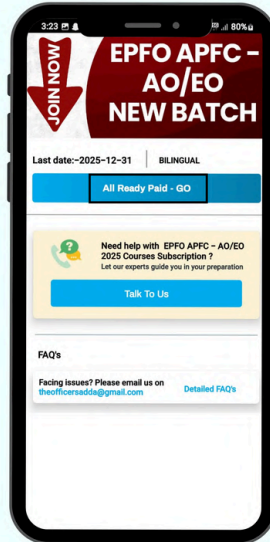 3:23
80%
JOIN NOW
EPFO APFC -
AO/EO
NEW BATCH
Last date:-2025-12-31
BILINGUAL
All Ready Paid - GO
Need help with EPFO APFC - AO/EO
2025 Courses Subscription ?
Let our experts guide you in your preparation
Talk To Us
FAQ's
Facing issues? Please email us on
theofficersadda@gmail.com
Detailed FAQ's